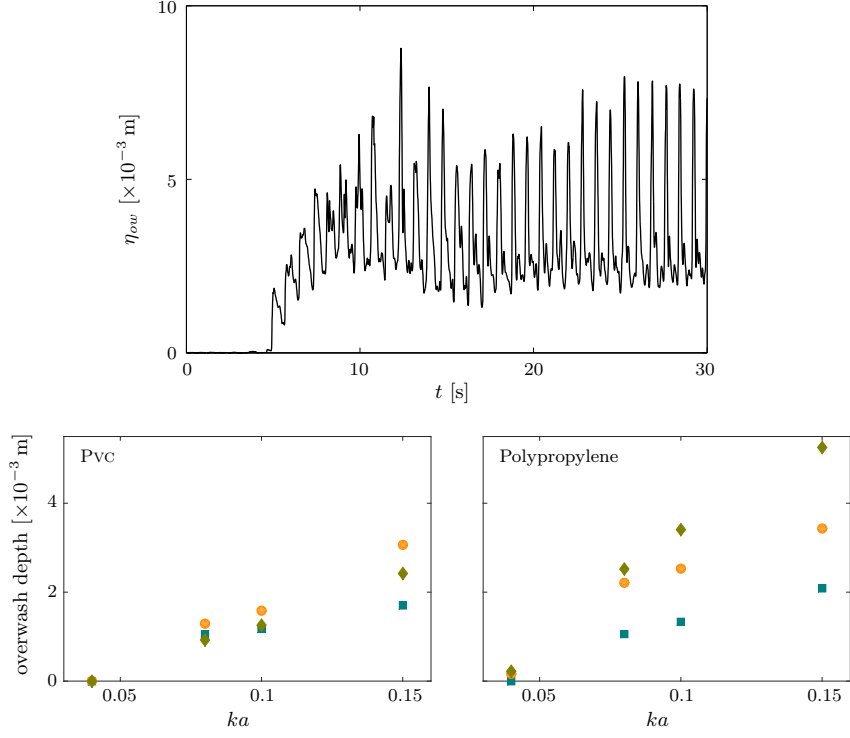 10
5
0
η_ow [×10⁻³ m]
0
10
20
30
t [s]
PVC
Polypropylene
4
2
0
overwash depth [×10⁻³ m]
0.05
0.1
0.15
0.05
0.1
0.15
ka
ka